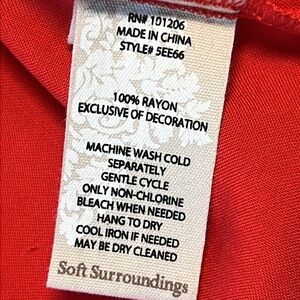 RN# 101206
MADE IN CHINA
STYLE# 5EE66
100% RAYON
EXCLUSIVE OF DECORATION
MACHINE WASH COLD
SEPARATELY
GENTLE CYCLE
ONLY NON-CHLORINE
BLEACH WHEN NEEDED
HANG TO DRY
COOL IRON IF NEEDED
MAY BE DRY CLEANED
Soft Surroundings